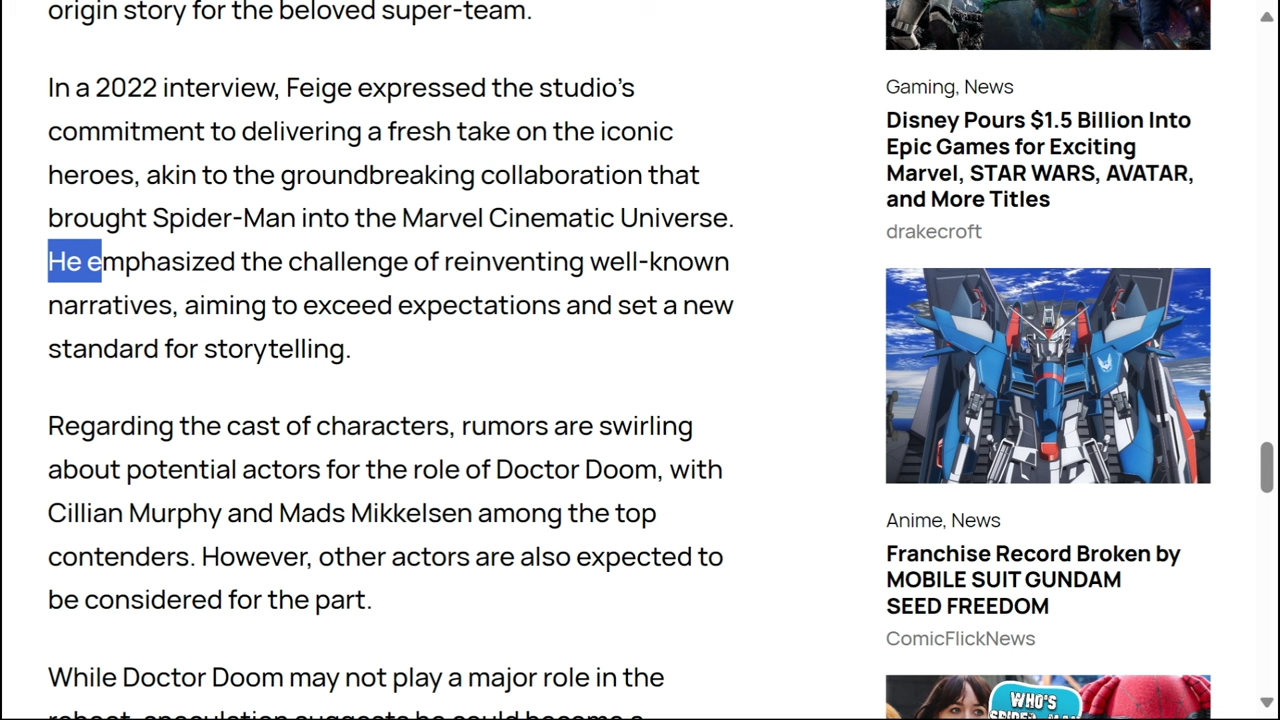 origin story for the beloved super-team.
In a 2022 interview, Feige expressed the studio’s
commitment to delivering a fresh take on the iconic
heroes, akin to the groundbreaking collaboration that
brought Spider-Man into the Marvel Cinematic Universe.
He emphasized the challenge of reinventing well-known
narratives, aiming to exceed expectations and set a new
standard for storytelling.
Regarding the cast of characters, rumors are swirling
about potential actors for the role of Doctor Doom, with
Cillian Murphy and Mads Mikkelsen among the top
contenders. However, other actors are also expected to
be considered for the part.
While Doctor Doom may not play a major role in the
reboot, speculation suggests he could become a
Gaming, News
Disney Pours $1.5 Billion Into
Epic Games for Exciting
Marvel, STAR WARS, AVATAR,
and More Titles
drakecroft
Anime, News
Franchise Record Broken by
MOBILE SUIT GUNDAM
SEED FREEDOM
ComicFlickNews
WHO'S